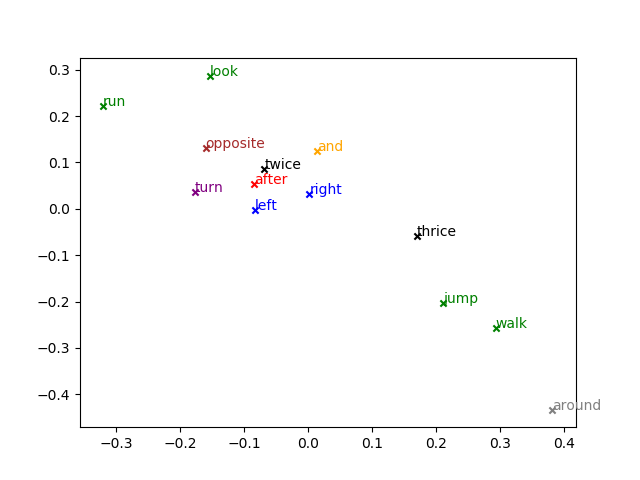 0.3
0.2
0.1
0.0
−0.1
−0.2
−0.3
−0.4
look
run
opposite
and
twice
after
turn
right
left
thrice
jump
walk
around
−0.3 −0.2 −0.1 0.0 0.1 0.2 0.3 0.4